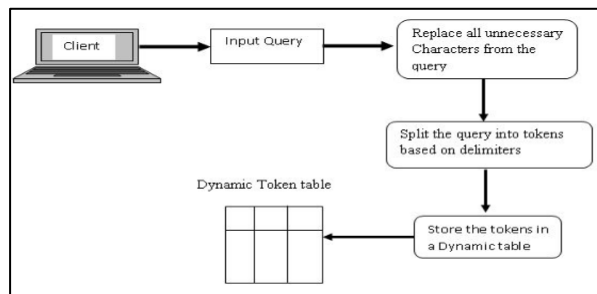 Client
Input Query
Replace all unnecessary
Characters from the
query
Split the query into tokens
based on delimiters
Dynamic Token table
Store the tokens in
a Dynamic table